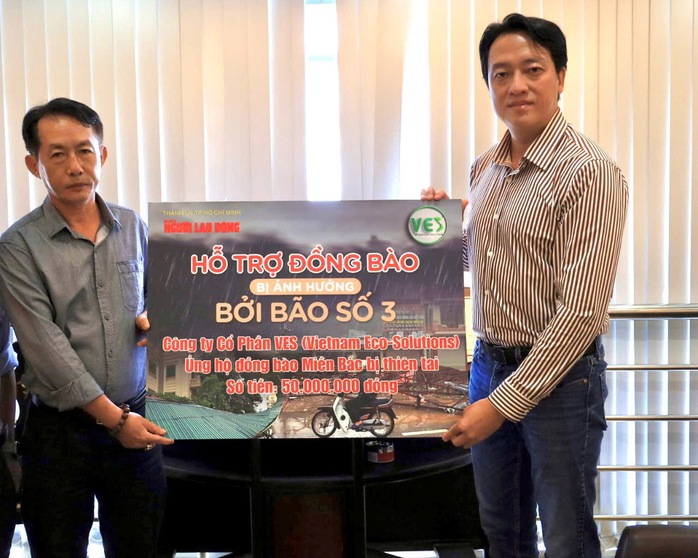 THÀNH ỦY TP HỒ CHÍ MINH
NGƯỜI LAO ĐỘNG
VES
HỖ TRỢ ĐỒNG BÀO
BỊ ẢNH HƯỞNG
BỞI BÃO SỐ 3
Công ty Cổ Phần VES (Vietnam Eco-Solutions)
Ủng hộ đồng bào Miền Bắc bị thiên tai
Số tiền: 50.000.000 đồng